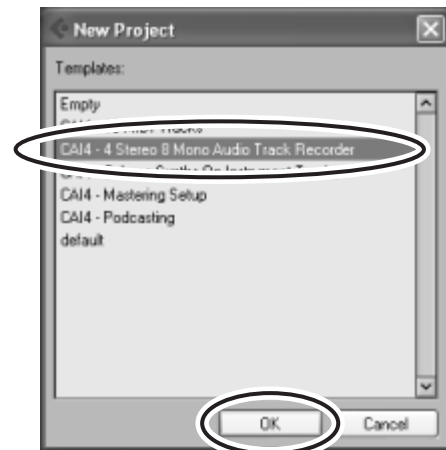 New Project
Templates:
Empty
CAI4 - 4 Stereo 8 Mono Audio Track Recorder
CAI4 - Mastering Setup
CAI4 - Podcasting
default
OK Cancel